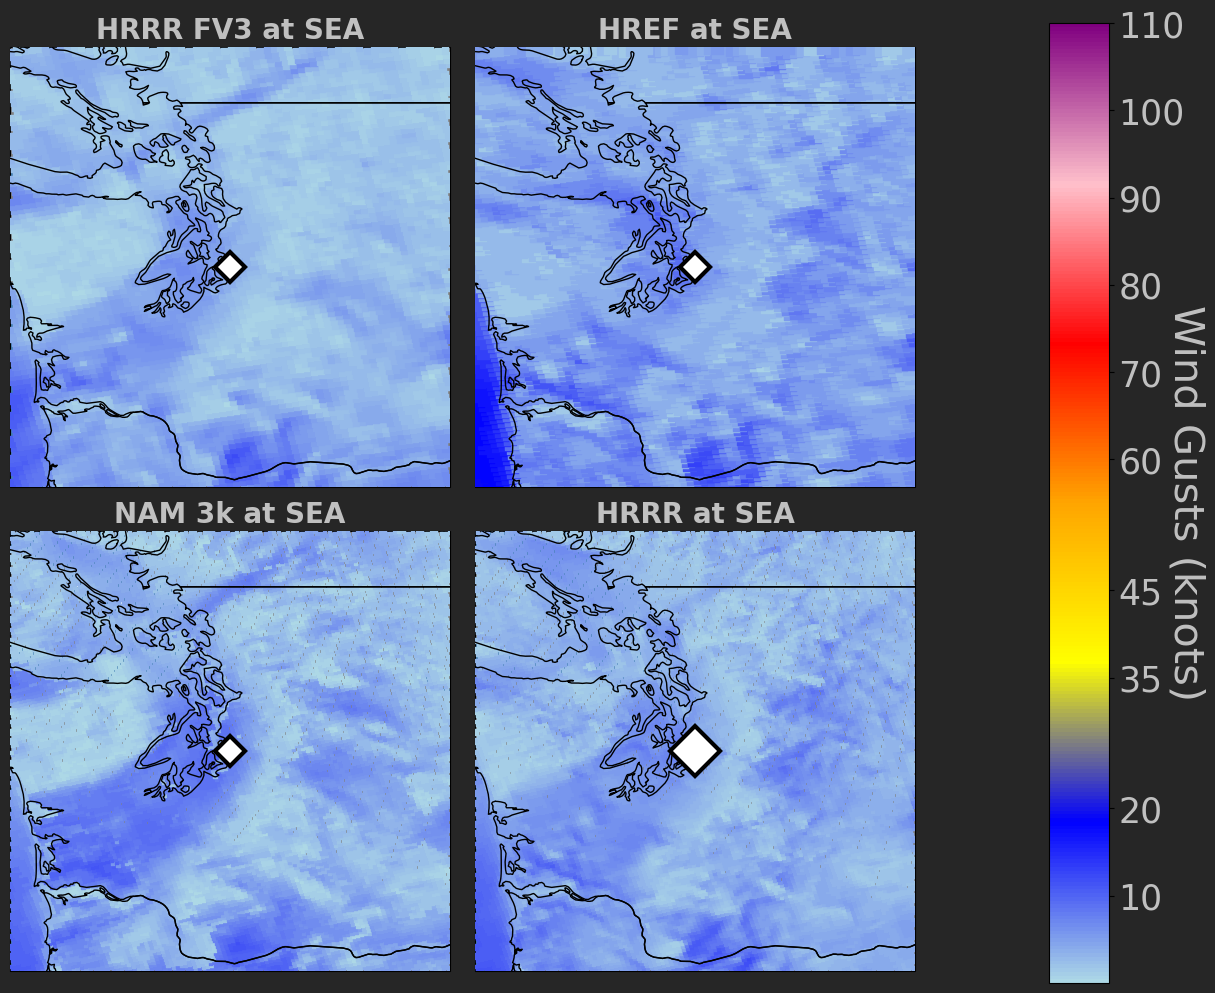 HRRR FV3 at SEA
HREF at SEA
NAM 3k at SEA
HRRR at SEA
110
100
90
80
70
60
45
35
20
10
Wind Gusts (knots)